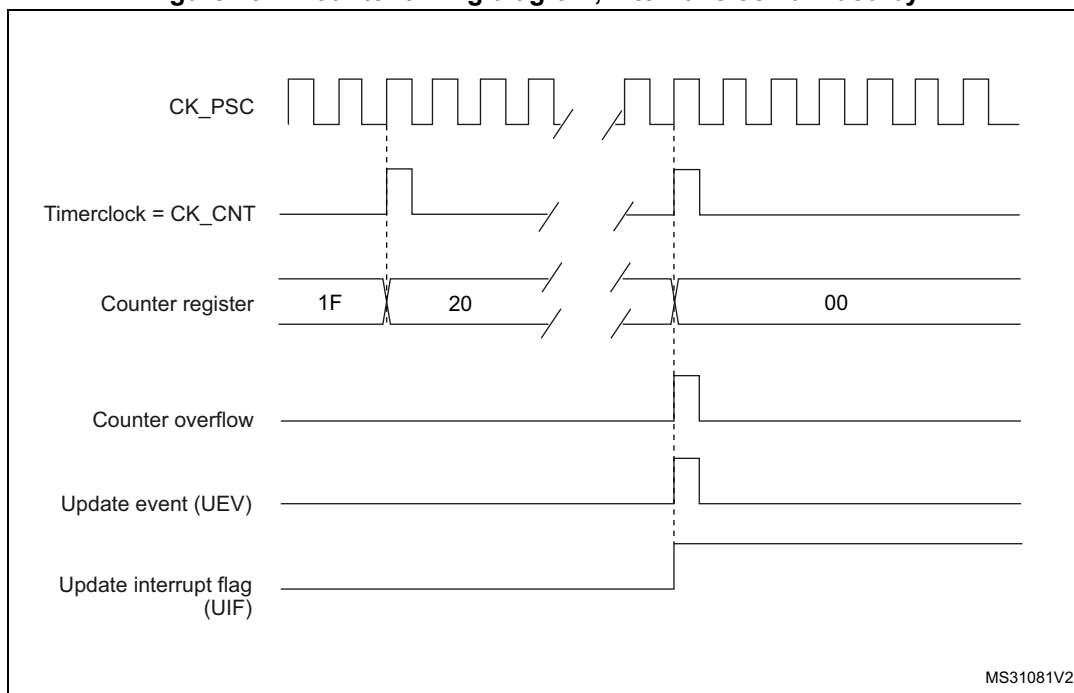 CK_PSC
Timerclock = CK_CNT
Counter register
1F
20
00
Counter overflow
Update event (UEV)
Update interrupt flag
(UIF)
MS31081V2